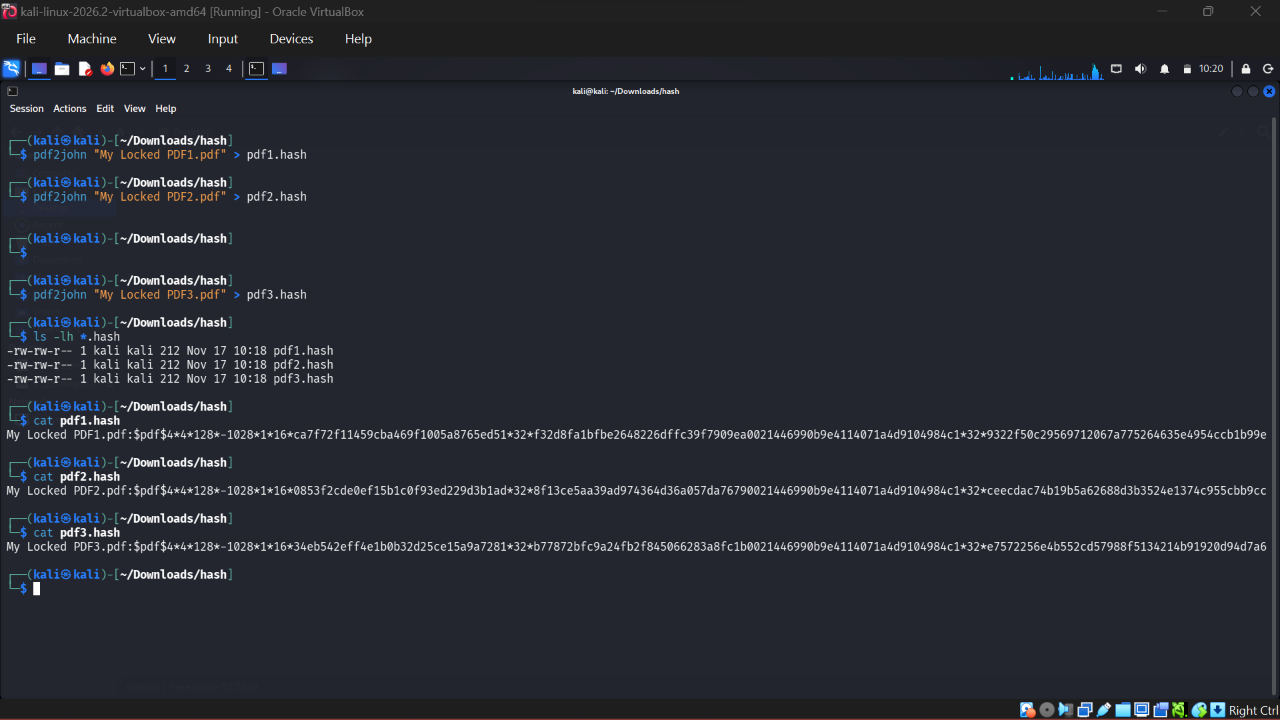 kali-linux-2026.2-virtualbox-amd64 [Running] - Oracle VirtualBox
File Machine View Input Devices Help
1 2 3 4 10:20
kali@kali: ~/Downloads/hash
Session Actions Edit View Help
┌──(kali㉿kali)-[~/Downloads/hash]
└─$ pdf2john "My Locked PDF1.pdf" > pdf1.hash
┌──(kali㉿kali)-[~/Downloads/hash]
└─$ pdf2john "My Locked PDF2.pdf" > pdf2.hash
┌──(kali㉿kali)-[~/Downloads/hash]
└─$
┌──(kali㉿kali)-[~/Downloads/hash]
└─$ pdf2john "My Locked PDF3.pdf" > pdf3.hash
┌──(kali㉿kali)-[~/Downloads/hash]
└─$ ls -lh *.hash
-rw-rw-r-- 1 kali kali 212 Nov 17 10:18 pdf1.hash
-rw-rw-r-- 1 kali kali 212 Nov 17 10:18 pdf2.hash
-rw-rw-r-- 1 kali kali 212 Nov 17 10:18 pdf3.hash
┌──(kali㉿kali)-[~/Downloads/hash]
└─$ cat pdf1.hash
My Locked PDF1.pdf:$pdf$4*4*128*-1028*1*16*ca7f72f11459cba469f1005a8765ed51*32*f32d8fa1bfbe2648226dffc39f7909ea0021446990b9e4114071a4d9104984c1*32*9322f50c29569712067a775264635e4954ccb1b99e
┌──(kali㉿kali)-[~/Downloads/hash]
└─$ cat pdf2.hash
My Locked PDF2.pdf:$pdf$4*4*128*-1028*1*16*0853f2cde0ef15b1c0f93ed229d3b1ad*32*8f13ce5aa39ad974364d36a057da76790021446990b9e4114071a4d9104984c1*32*ceecdac74b19b5a62688d3b3524e1374c955cbb9cc
┌──(kali㉿kali)-[~/Downloads/hash]
└─$ cat pdf3.hash
My Locked PDF3.pdf:$pdf$4*4*128*-1028*1*16*34eb542eff4e1b0b32d25ce15a9a7281*32*b77872bfc9a24fb2f845066283a8fc1b0021446990b9e4114071a4d9104984c1*32*e7572256e4b552cd57988f5134214b91920d94d7a6
┌──(kali㉿kali)-[~/Downloads/hash]
└─$
Right Ctrl